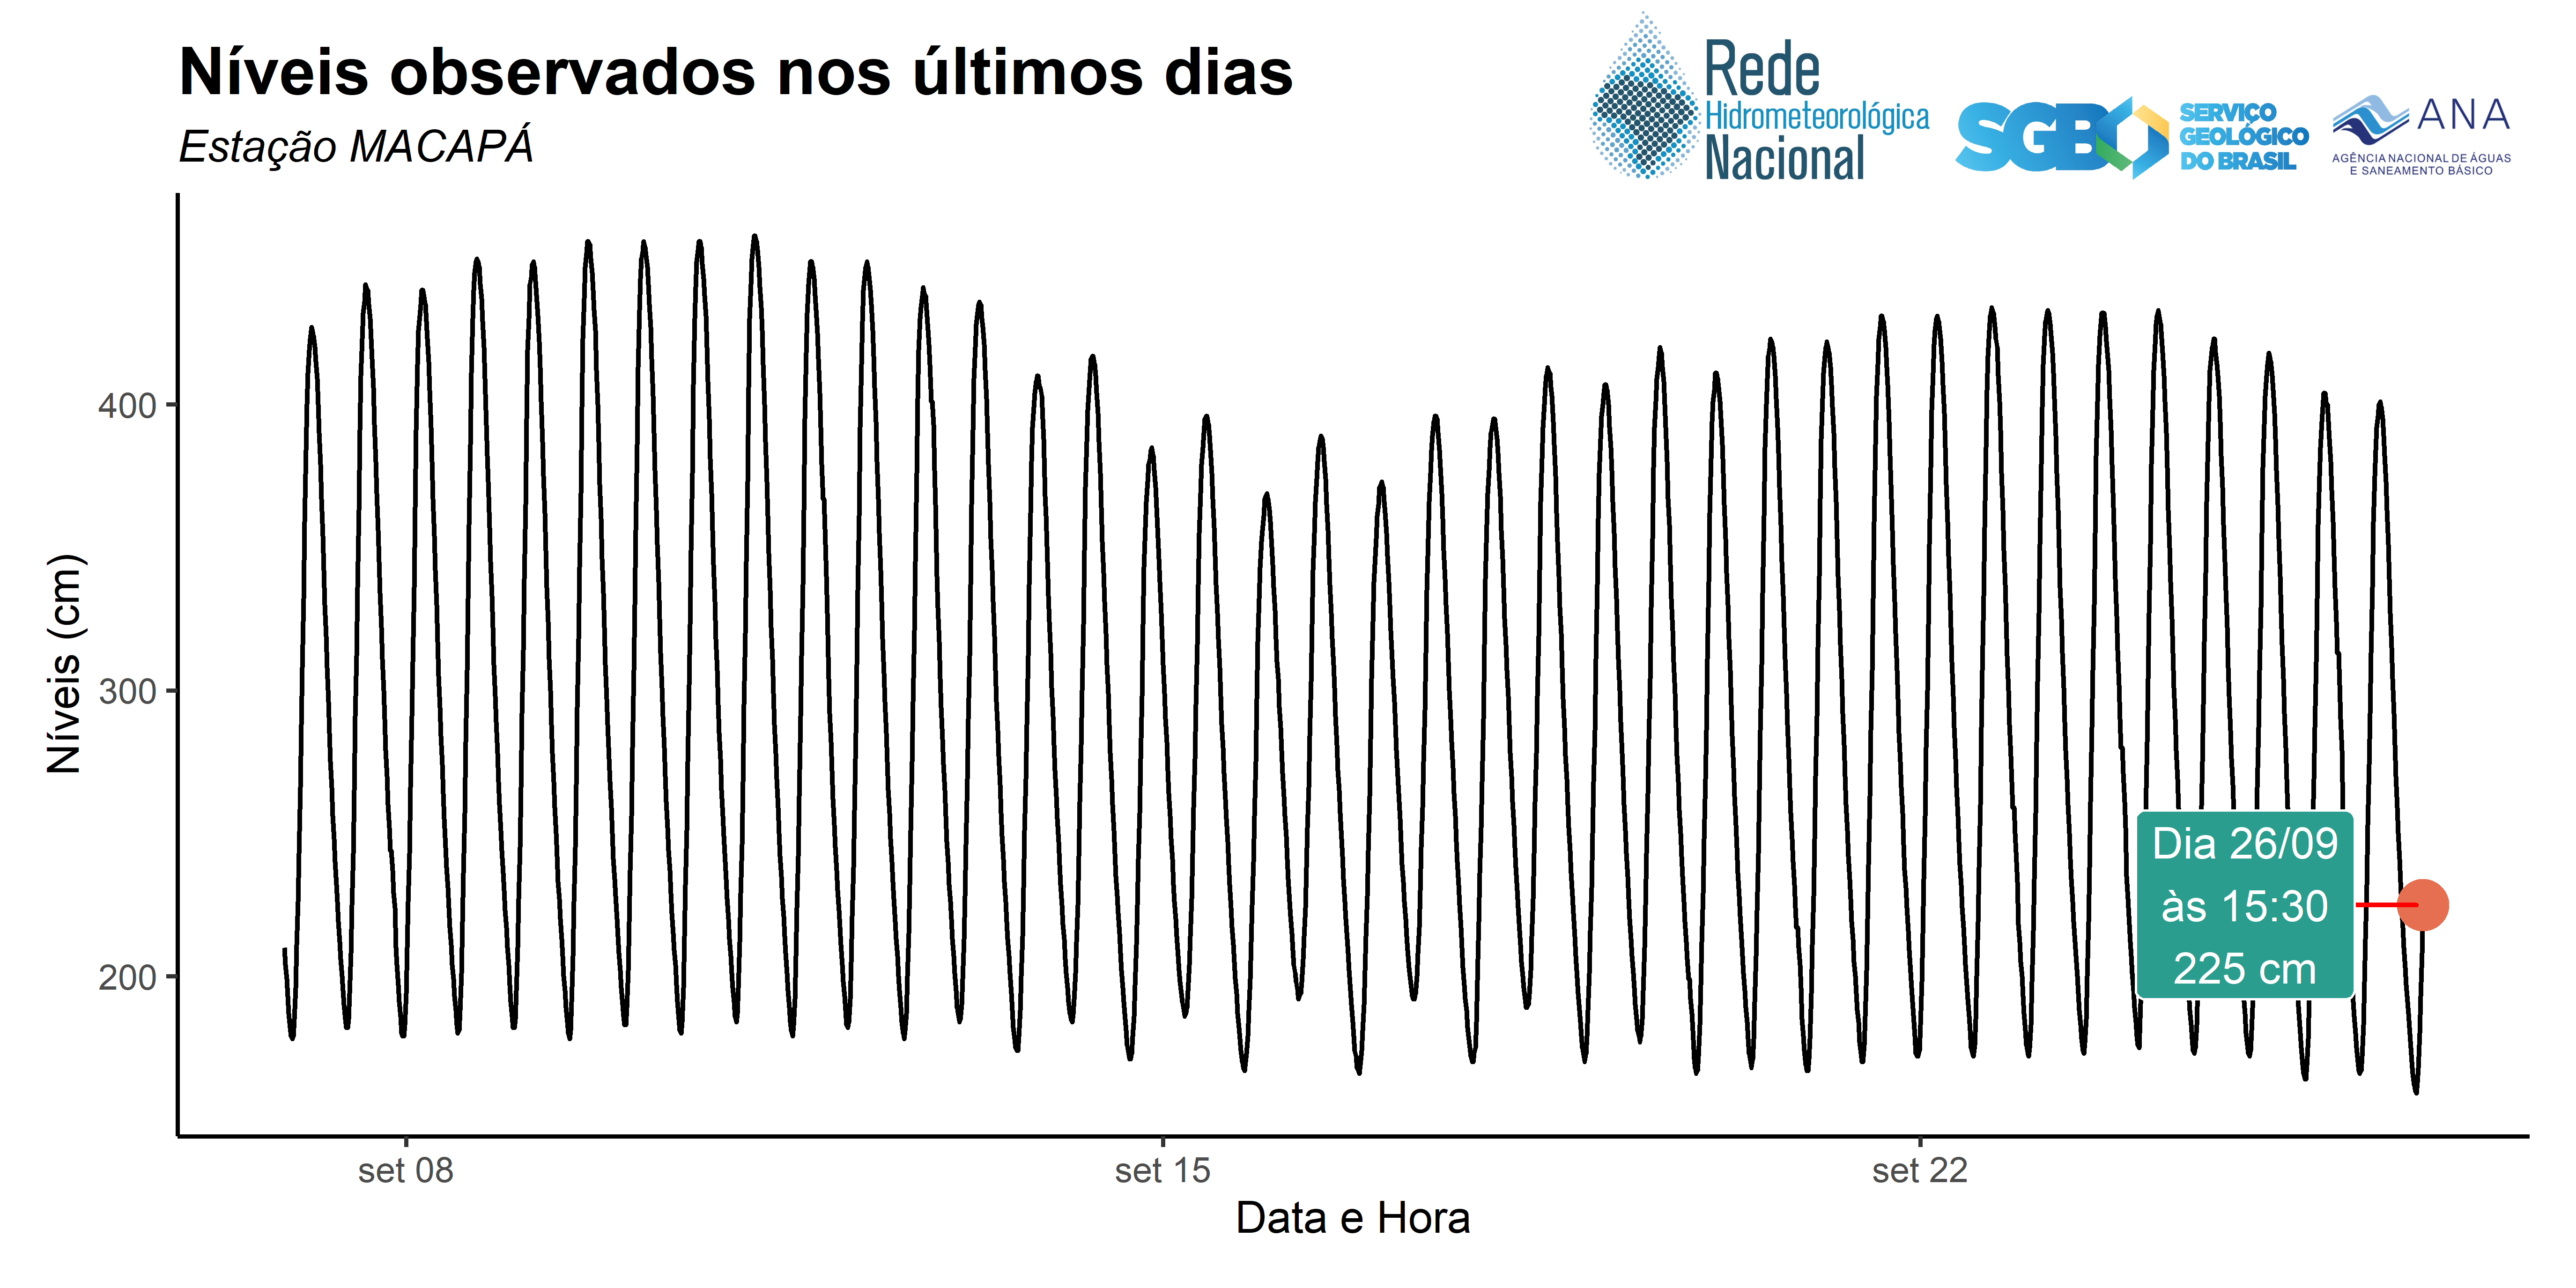 Níveis observados nos últimos dias
Estação MACAPÁ
Rede
Hidrometeorológica
Nacional
SGB
SERVIÇO
GEOLÓGICO
DO BRASIL
ANA
AGÊNCIA NACIONAL DE ÁGUAS
E SANEAMENTO BÁSICO
Níveis (cm)
400
300
200
Dia 26/09
às 15:30
225 cm
set 08
set 15
set 22
Data e Hora